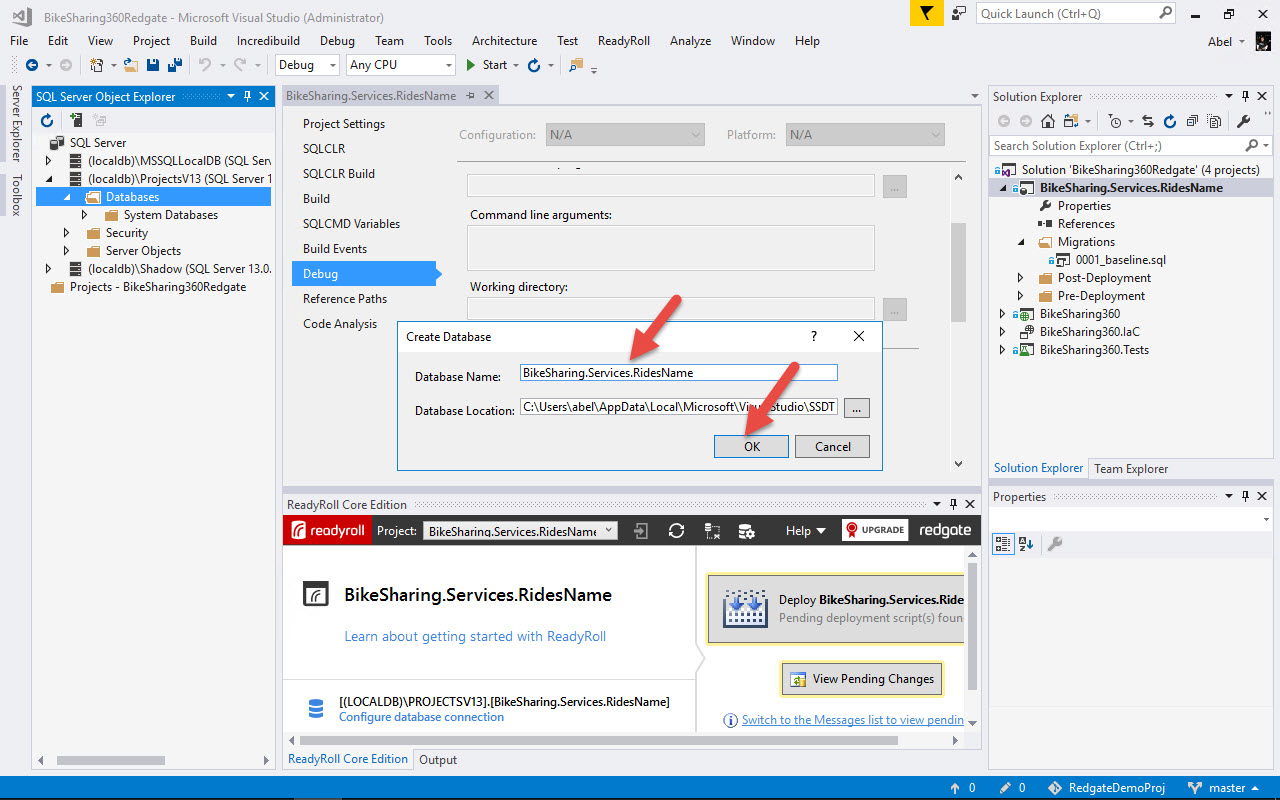 BikeSharing360Redgate - Microsoft Visual Studio (Administrator)
Quick Launch (Ctrl+Q)
File Edit View Project Build Incredibuild Debug Team Tools Architecture Test ReadyRoll Analyze Window Help
Abel
Debug Any CPU Start
Server Explorer
Toolbox
SQL Server Object Explorer
SQL Server
(localdb)\MSSQLLocalDB (SQL Serv
(localdb)\ProjectsV13 (SQL Server 1
Databases
System Databases
Security
Server Objects
(localdb)\Shadow (SQL Server 13.0.
Projects - BikeSharing360Redgate
BikeSharing.Services.RidesName
Project Settings
SQLCLR
SQLCLR Build
Build
SQLCMD Variables
Build Events
Debug
Reference Paths
Code Analysis
Configuration: N/A Platform: N/A
...
Command line arguments:
Working directory:
...
Create Database
?
Database Name: BikeSharing.Services.RidesName
Database Location: C:\Users\abel\AppData\Local\Microsoft\Visu Studio\SSDT ...
OK Cancel
ReadyRoll Core Edition
readyroll Project: BikeSharing.Services.RidesName Help UPGRADE redgate
BikeSharing.Services.RidesName
Learn about getting started with ReadyRoll
[(LOCALDB)\PROJECTSV13].[BikeSharing.Services.RidesName]
Configure database connection
Deploy BikeSharing.Services.Ride
Pending deployment script(s) foun
View Pending Changes
Switch to the Messages list to view pendin
ReadyRoll Core Edition Output
Solution Explorer
Search Solution Explorer (Ctrl+;)
Solution 'BikeSharing360Redgate' (4 projects)
BikeSharing.Services.RidesName
Properties
References
Migrations
0001_baseline.sql
Post-Deployment
Pre-Deployment
BikeSharing360
BikeSharing360.IaC
BikeSharing360.Tests
Solution Explorer Team Explorer
Properties
0 0 RedgateDemoProj master